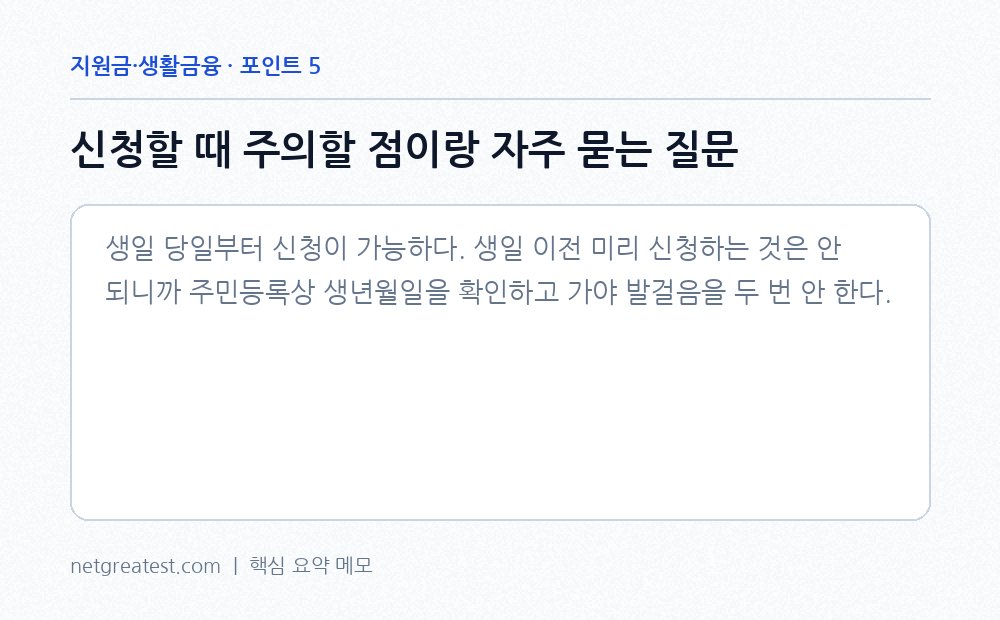 지원금·생활금융 · 포인트 5
신청할 때 주의할 점이랑 자주 묻는 질문
생일 당일부터 신청이 가능하다. 생일 이전 미리 신청하는 것은 안
되니까 주민등록상 생년월일을 확인하고 가야 발걸음을 두 번 안 한다.
netgreatest.com | 핵심 요약 메모